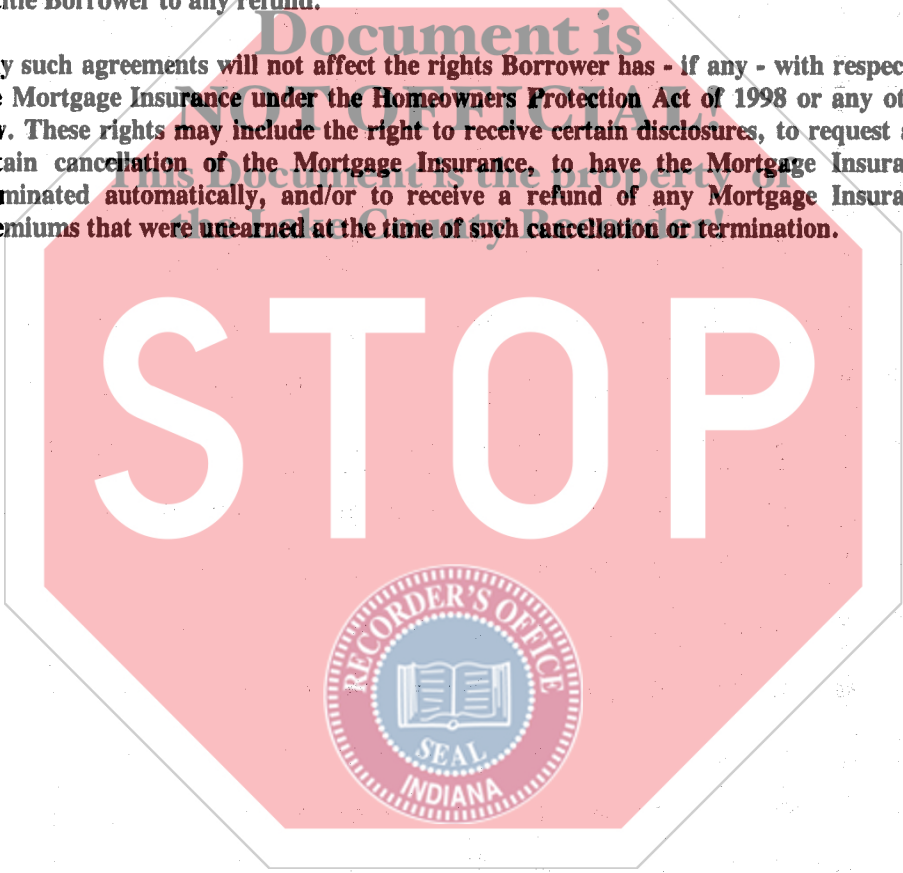 Borrower to any refund.
Document is
y such agreements will not affect the rights Borrower has - if any - with respec
NOT OFFICIAL!
Mortgage Insurance under the Homeowners Protection Act of 1998 or any ot
These rights may include the right to receive certain disclosures, to request a
tain cancellation of the Mortgage Insurance, to have the Mortgage Insura
This Document is the property of
minated automatically, and/or to receive a refund of any Mortgage Insura
the Lake County Recorder!
emiums that were unearned at the time of such cancellation or termination.
STOP
RECORDER'S OFFICE
SEAL
INDIANA